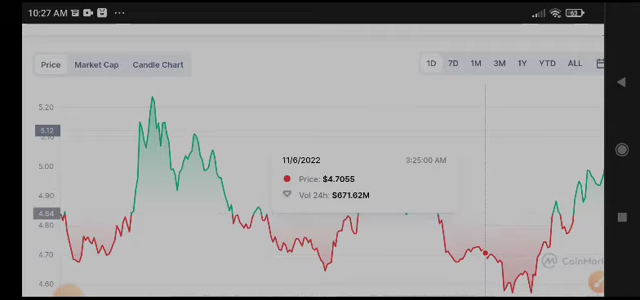 10:27 AM ...
63
Price Market Cap Candle Chart
1D 7D 1M 3M 1Y YTD ALL
5.20
5.12
5.10
5.00
4.90
4.84
4.80
4.70
4.60
11/6/2022 3:25:00 AM
Price: $4.7055
Vol 24h: $671.62M